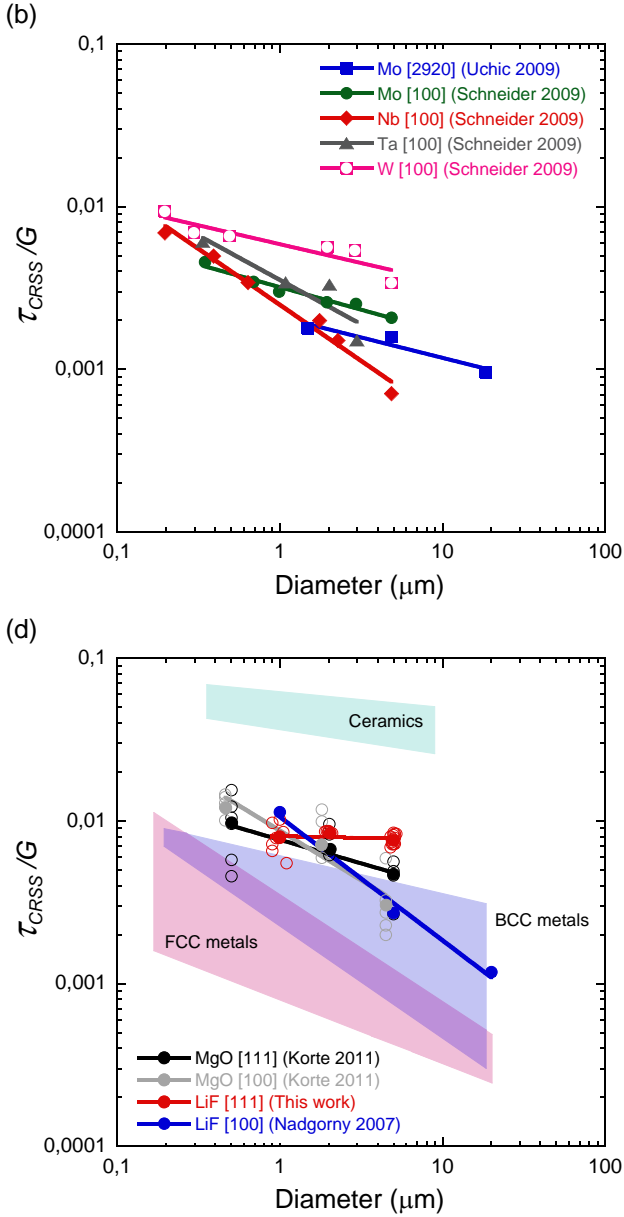 (b)
0,1
Mo [2920] (Uchic 2009)
Mo [100] (Schneider 2009)
Nb [100] (Schneider 2009)
Ta [100] (Schneider 2009)
W [100] (Schneider 2009)
0,01
τCRSS/G
0,001
0,0001
0,1 1 10 100
Diameter (μm)
(d)
0,1
Ceramics
0,01
τCRSS/G
BCC metals
FCC metals
0,001
MgO [111] (Korte 2011)
MgO [100] (Korte 2011)
LiF [111] (This work)
LiF [100] (Nadgorny 2007)
0,0001
0,1 1 10 100
Diameter (μm)